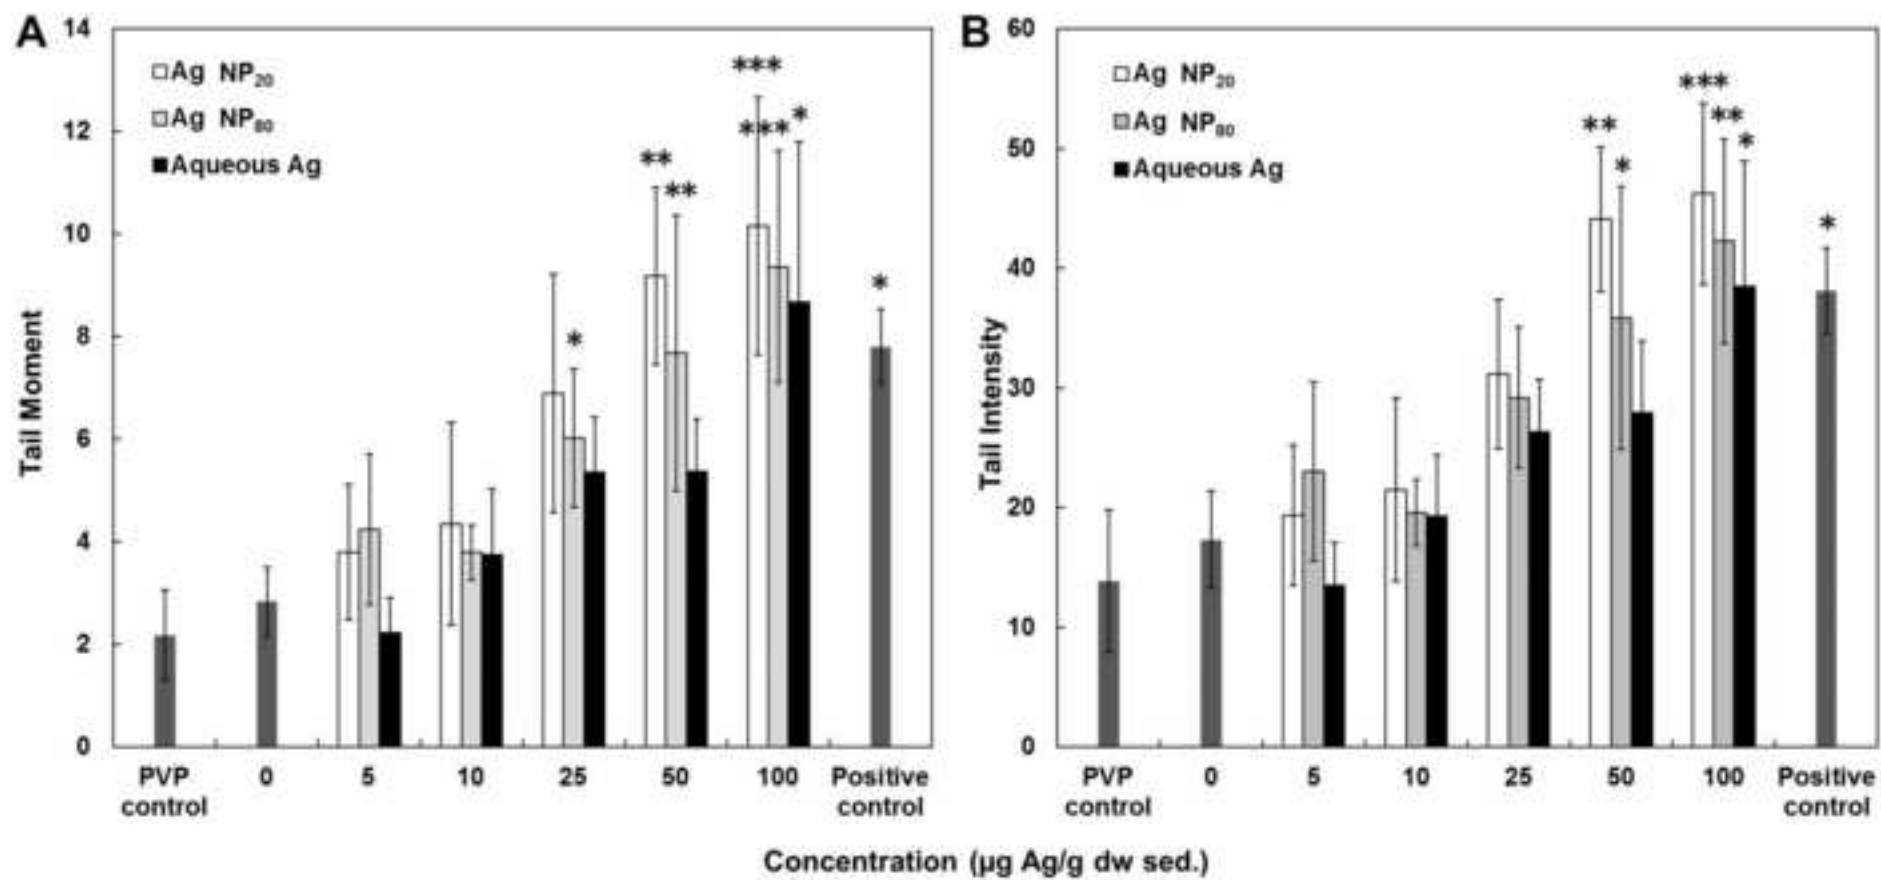 A
14
12
10
8
6
4
2
0
Tail Moment
Ag NP20
Ag NP80
Aqueous Ag
*
**
**
***
***
*
*
PVP control
0
5
10
25
50
100
Positive control
B
60
50
40
30
20
10
0
Tail Intensity
Ag NP20
Ag NP80
Aqueous Ag
**
*
***
**
*
*
PVP control
0
5
10
25
50
100
Positive control
Concentration (µg Ag/g dw sed.)